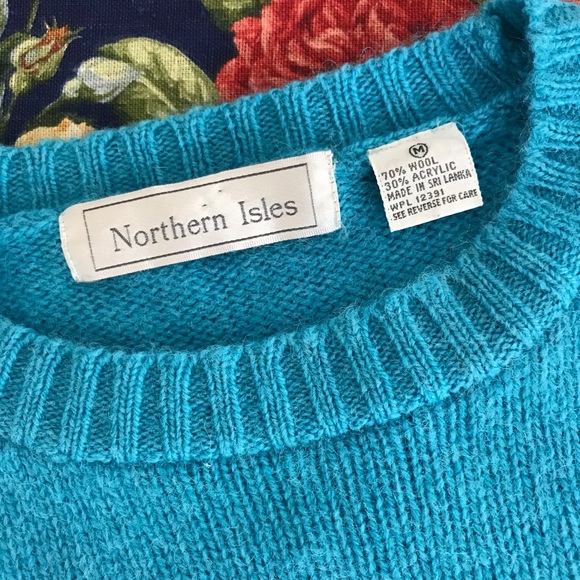 Northern Isles
M
70% WOOL
30% ACRYLIC
MADE IN SRI LANKA
WPL 12391
SEE REVERSE FOR CARE